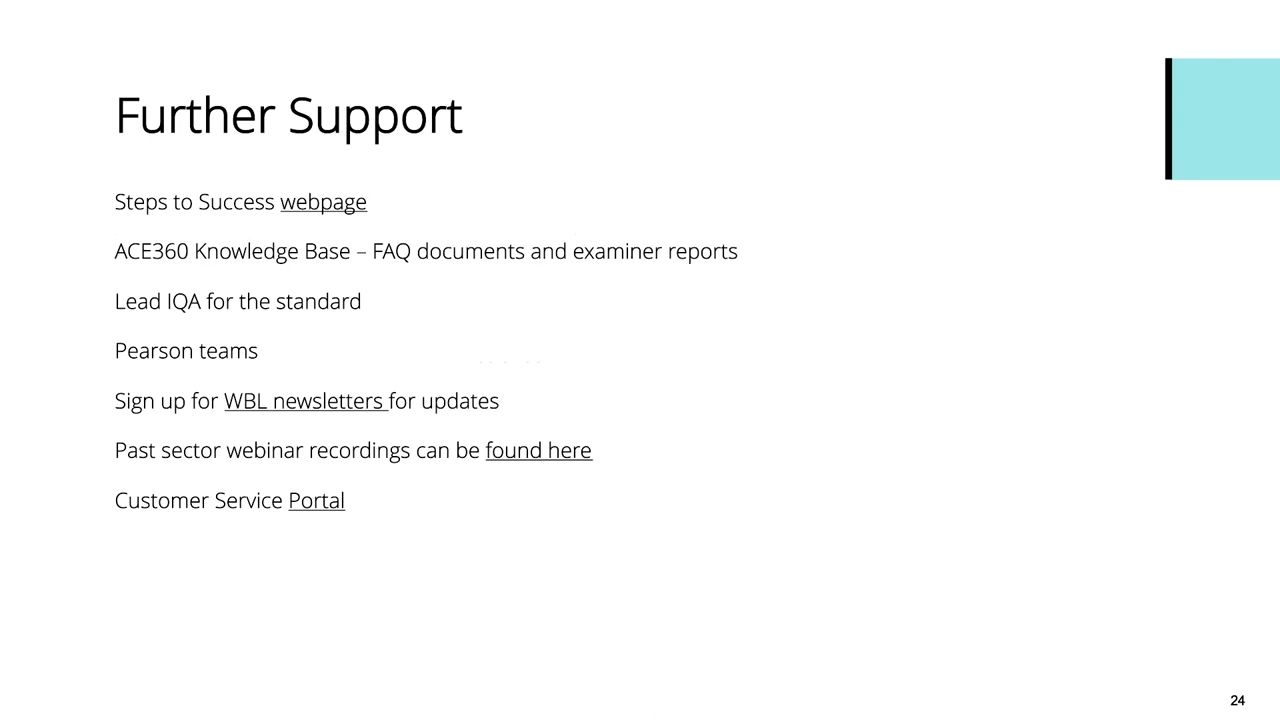 Further Support
Steps to Success webpage
ACE360 Knowledge Base – FAQ documents and examiner reports
Lead IQA for the standard
Pearson teams
Sign up for WBL newsletters for updates
Past sector webinar recordings can be found here
Customer Service Portal
24